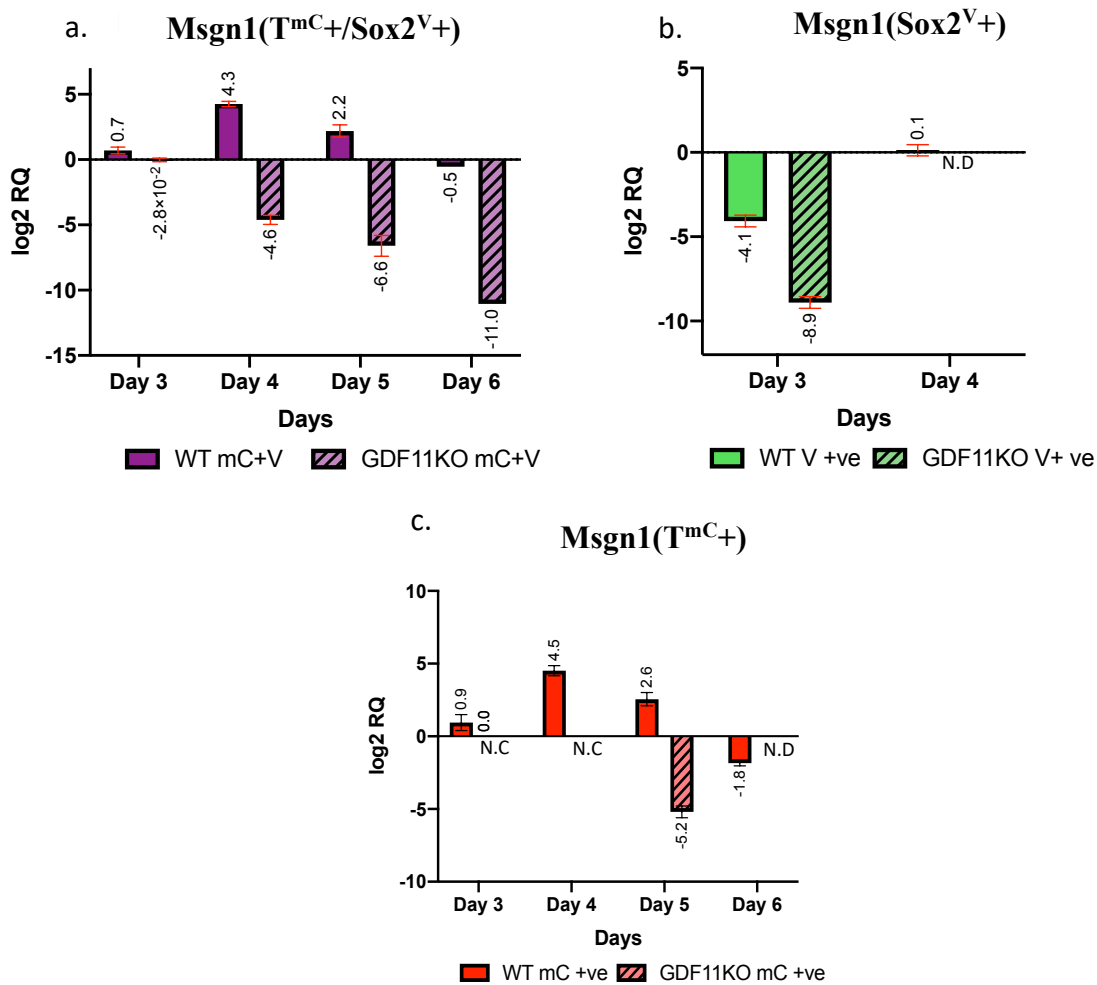 a.
Msgn1(T^mC+/Sox2^V+)
log2 RQ
5
0
-5
-10
-15
0.7
-2.8×10^-2
4.3
-4.6
2.2
-6.6
-0.5
-11.0
Day 3 Day 4 Day 5 Day 6
Days
WT mC+V GDF11KO mC+V
b.
Msgn1(Sox2^V+)
log2 RQ
5
0
-5
-10
-4.1
-8.9
0.1
N.D
Day 3 Day 4
Days
WT V +ve GDF11KO V+ ve
c.
Msgn1(T^mC+)
log2 RQ
10
5
0
-5
-10
0.9
0.0
N.C
4.5
N.C
2.6
-5.2
-1.8
N.D
Day 3 Day 4 Day 5 Day 6
Days
WT mC +ve GDF11KO mC +ve